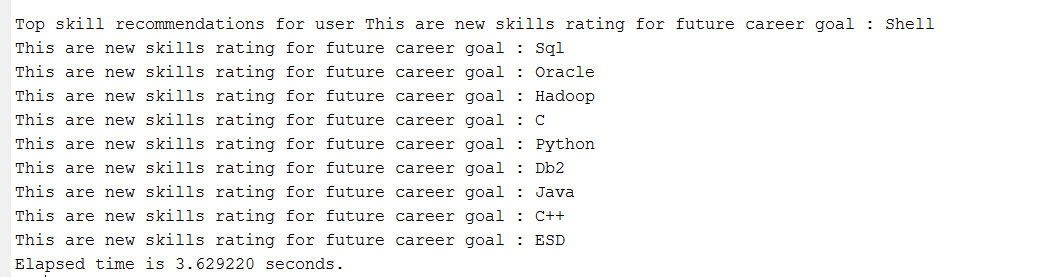 Top skill recommendations for user This are new skills rating for future career goal : Shell
This are new skills rating for future career goal : Sql
This are new skills rating for future career goal : Oracle
This are new skills rating for future career goal : Hadoop
This are new skills rating for future career goal : C
This are new skills rating for future career goal : Python
This are new skills rating for future career goal : Db2
This are new skills rating for future career goal : Java
This are new skills rating for future career goal : C++
This are new skills rating for future career goal : ESD
Elapsed time is 3.629220 seconds.